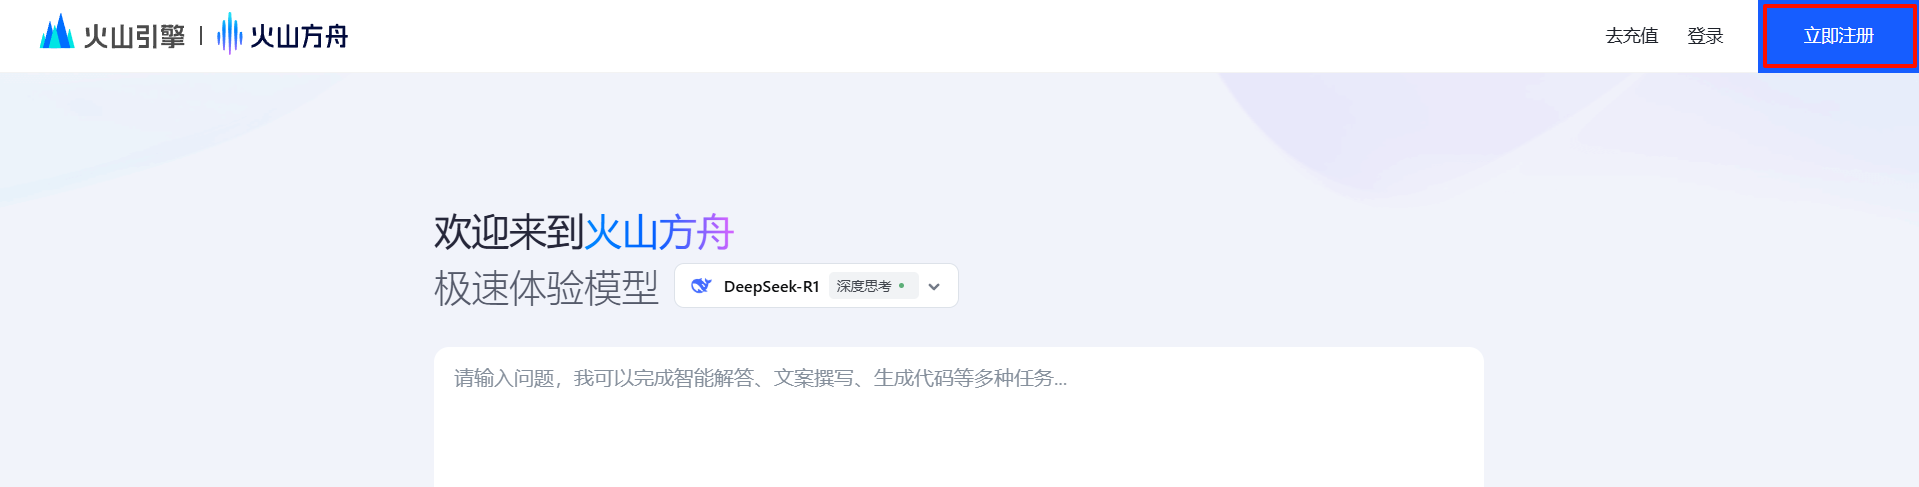 火山引擎 | 火山方舟
去充值 登录 立即注册
欢迎来到火山方舟
极速体验模型 DeepSeek-R1 深度思考
请输入问题，我可以完成智能解答、文案撰写、生成代码等多种任务...